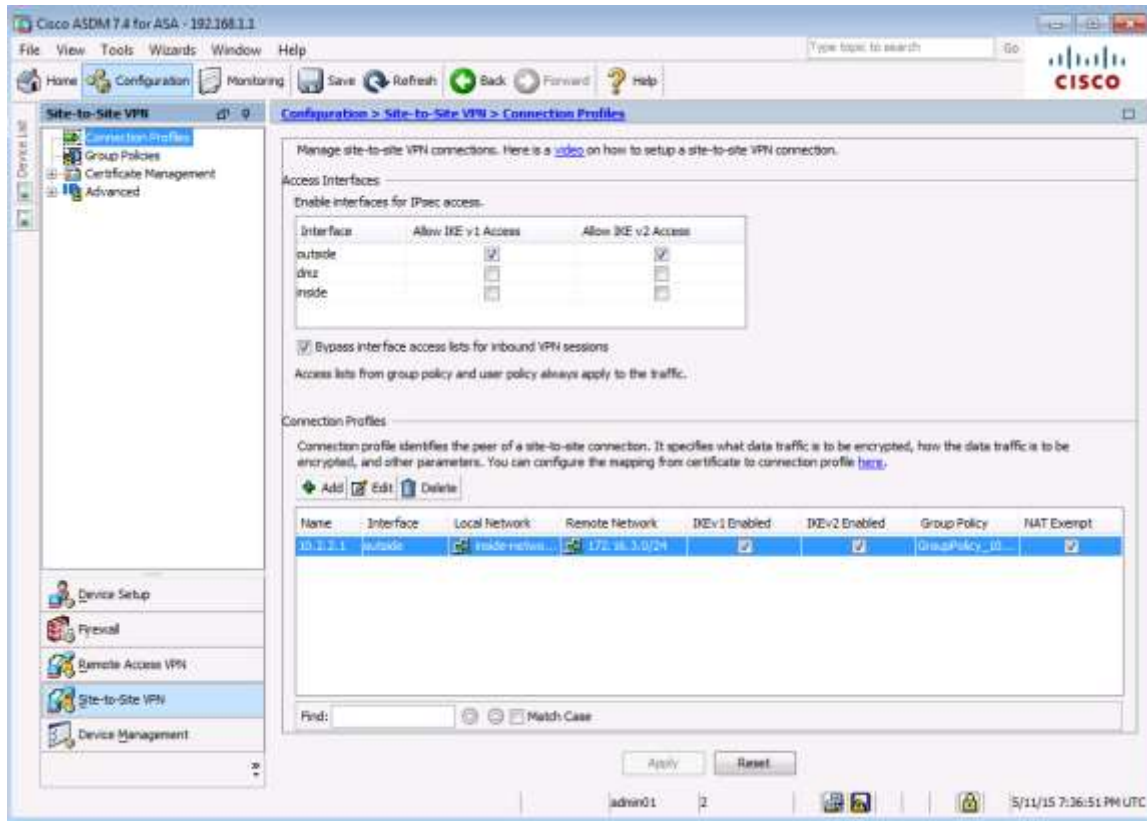 Cisco ASDM 7.4 for ASA - 192.168.1.1
File View Tools Wizards Window Help
Type topic to search Go
CISCO
Home Configuration Monitoring Save Refresh Back Forward Help
Device List
Site-to-Site VPN
Connection Profiles
Group Policies
Certificate Management
Advanced
Device Setup
Firewall
Remote Access VPN
Site-to-Site VPN
Device Management
Configuration > Site-to-Site VPN > Connection Profiles
Manage site-to-site VPN connections. Here is a video on how to setup a site-to-site VPN connection.
Access Interfaces
Enable interfaces for IPsec access.
Interface Allow IKE v1 Access Allow IKE v2 Access
outside
dmz
inside
Bypass interface access lists for inbound VPN sessions
Access lists from group policy and user policy always apply to the traffic.
Connection Profiles
Connection profile identifies the peer of a site-to-site connection. It specifies what data traffic is to be encrypted, how the data traffic is to be
encrypted, and other parameters. You can configure the mapping from certificate to connection profile here.
Add Edit Delete
Name Interface Local Network Remote Network IKEv1 Enabled IKEv2 Enabled Group Policy NAT Exempt
10.2.2.1 outside inside-netwo... 172.16.3.0/24 GroupPolicy_10...
Find: Match Case
Apply Reset
admin01 2 5/11/15 7:36:51 PM UTC